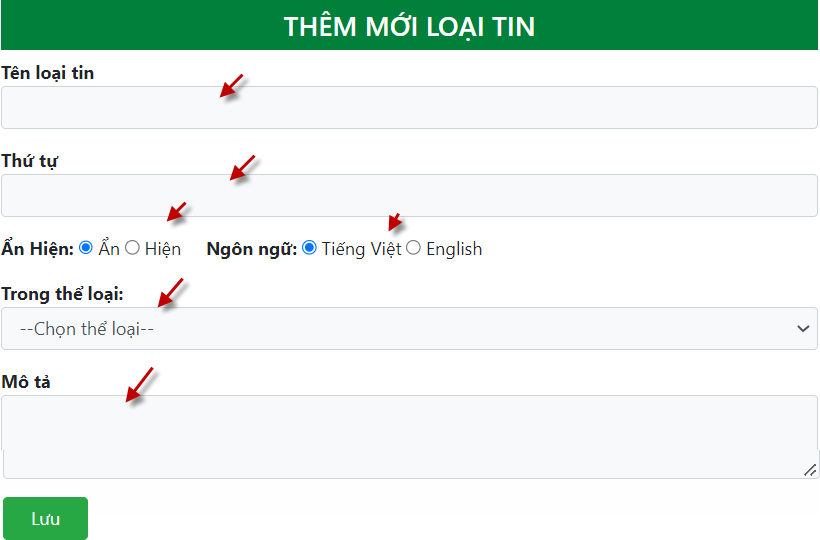 THÊM MỚI LOẠI TIN
Tên loại tin
Thứ tự
Ẩn Hiện: Ẩn Hiện Ngôn ngữ: Tiếng Việt English
Trong thể loại:
--Chọn thể loại--
Mô tả
Lưu